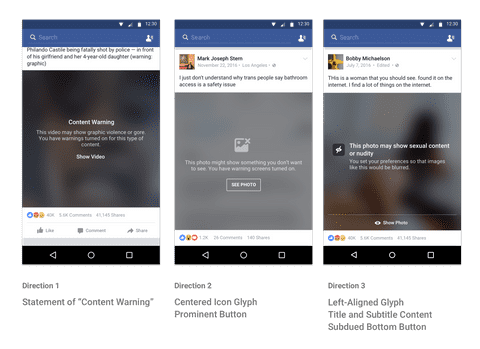 12:30
Search
Philando Castile being fatally shot by police — in front
of his girlfriend and her 4-year-old daughter (warning
graphic)
Content Warning
This video may show graphic violence or gore.
You have warnings turned on for this type of
content.
Show Video
40K 5.6K Comments 41,145 Shares
Like Comment Share
Direction 1
Statement of "Content Warning"
12:30
Search
Mark Joseph Stern
November 22, 2016 • Los Angeles •
I just don't understand why trans people say bathroom
access is a safety issue
This photo might show something you don't want
to see. You have warning screens turned on.
SEE PHOTO
1.2K 36 Comments 140 Shares
Direction 2
Centered Icon Glyph
Prominent Button
12:30
Search
Bobby Michaelson
July 7, 2016 • Edited •
This is a woman that you should see. found it on the
internet. I find a lot of things on the internet.
This photo may show sexual content
or nudity
You set your preferences so that images
like this would be blurred.
Show Photo
40K 5.6K Comments 41,145 Shares
Direction 3
Left-Aligned Glyph
Title and Subtitle Content
Subdued Bottom Button